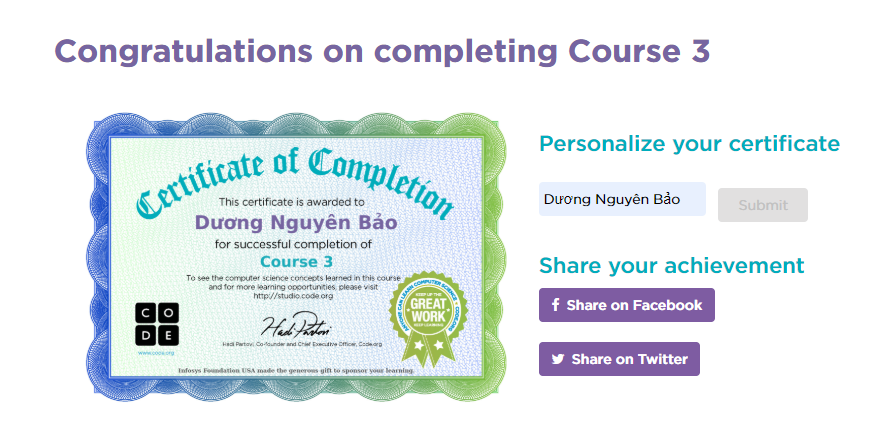 Congratulations on completing Course 3
Certificate of Completion
This certificate is awarded to
Dương Nguyên Bảo
for successful completion of
Course 3
To see the computer science concepts learned in this course
and for more learning opportunities, please visit
http://studio.code.org
CO
DE
www.code.org
Hadi Partovi
Hadi Partovi, Co-founder and Chief Executive Officer, Code.org
ANYONE CAN LEARN COMPUTER SCIENCE • CODE.ORG
KEEP UP THE
GREAT
WORK
KEEP LEARNING
Infosys Foundation USA made the generous gift to sponsor your learning.
Personalize your certificate
Dương Nguyên Bảo
Submit
Share your achievement
Share on Facebook
Share on Twitter